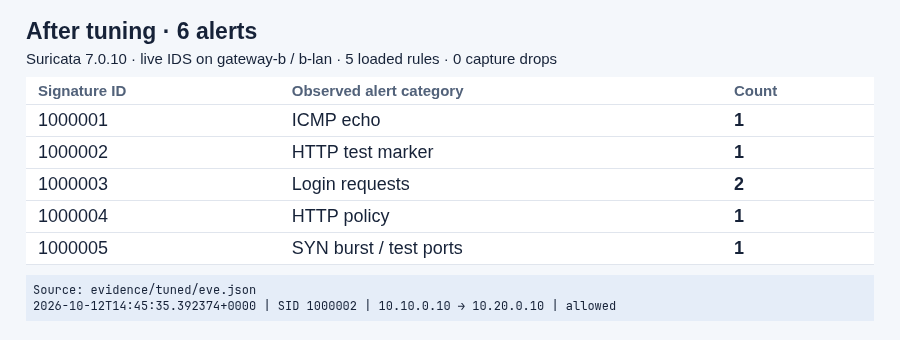 After tuning · 6 alerts
Suricata 7.0.10 · live IDS on gateway-b / b-lan · 5 loaded rules · 0 capture drops
Signature ID Observed alert category Count
1000001 ICMP echo 1
1000002 HTTP test marker 1
1000003 Login requests 2
1000004 HTTP policy 1
1000005 SYN burst / test ports 1
Source: evidence/tuned/eve.json
2026-10-12T14:45:35.392374+0000 | SID 1000002 | 10.10.0.10 → 10.20.0.10 | allowed